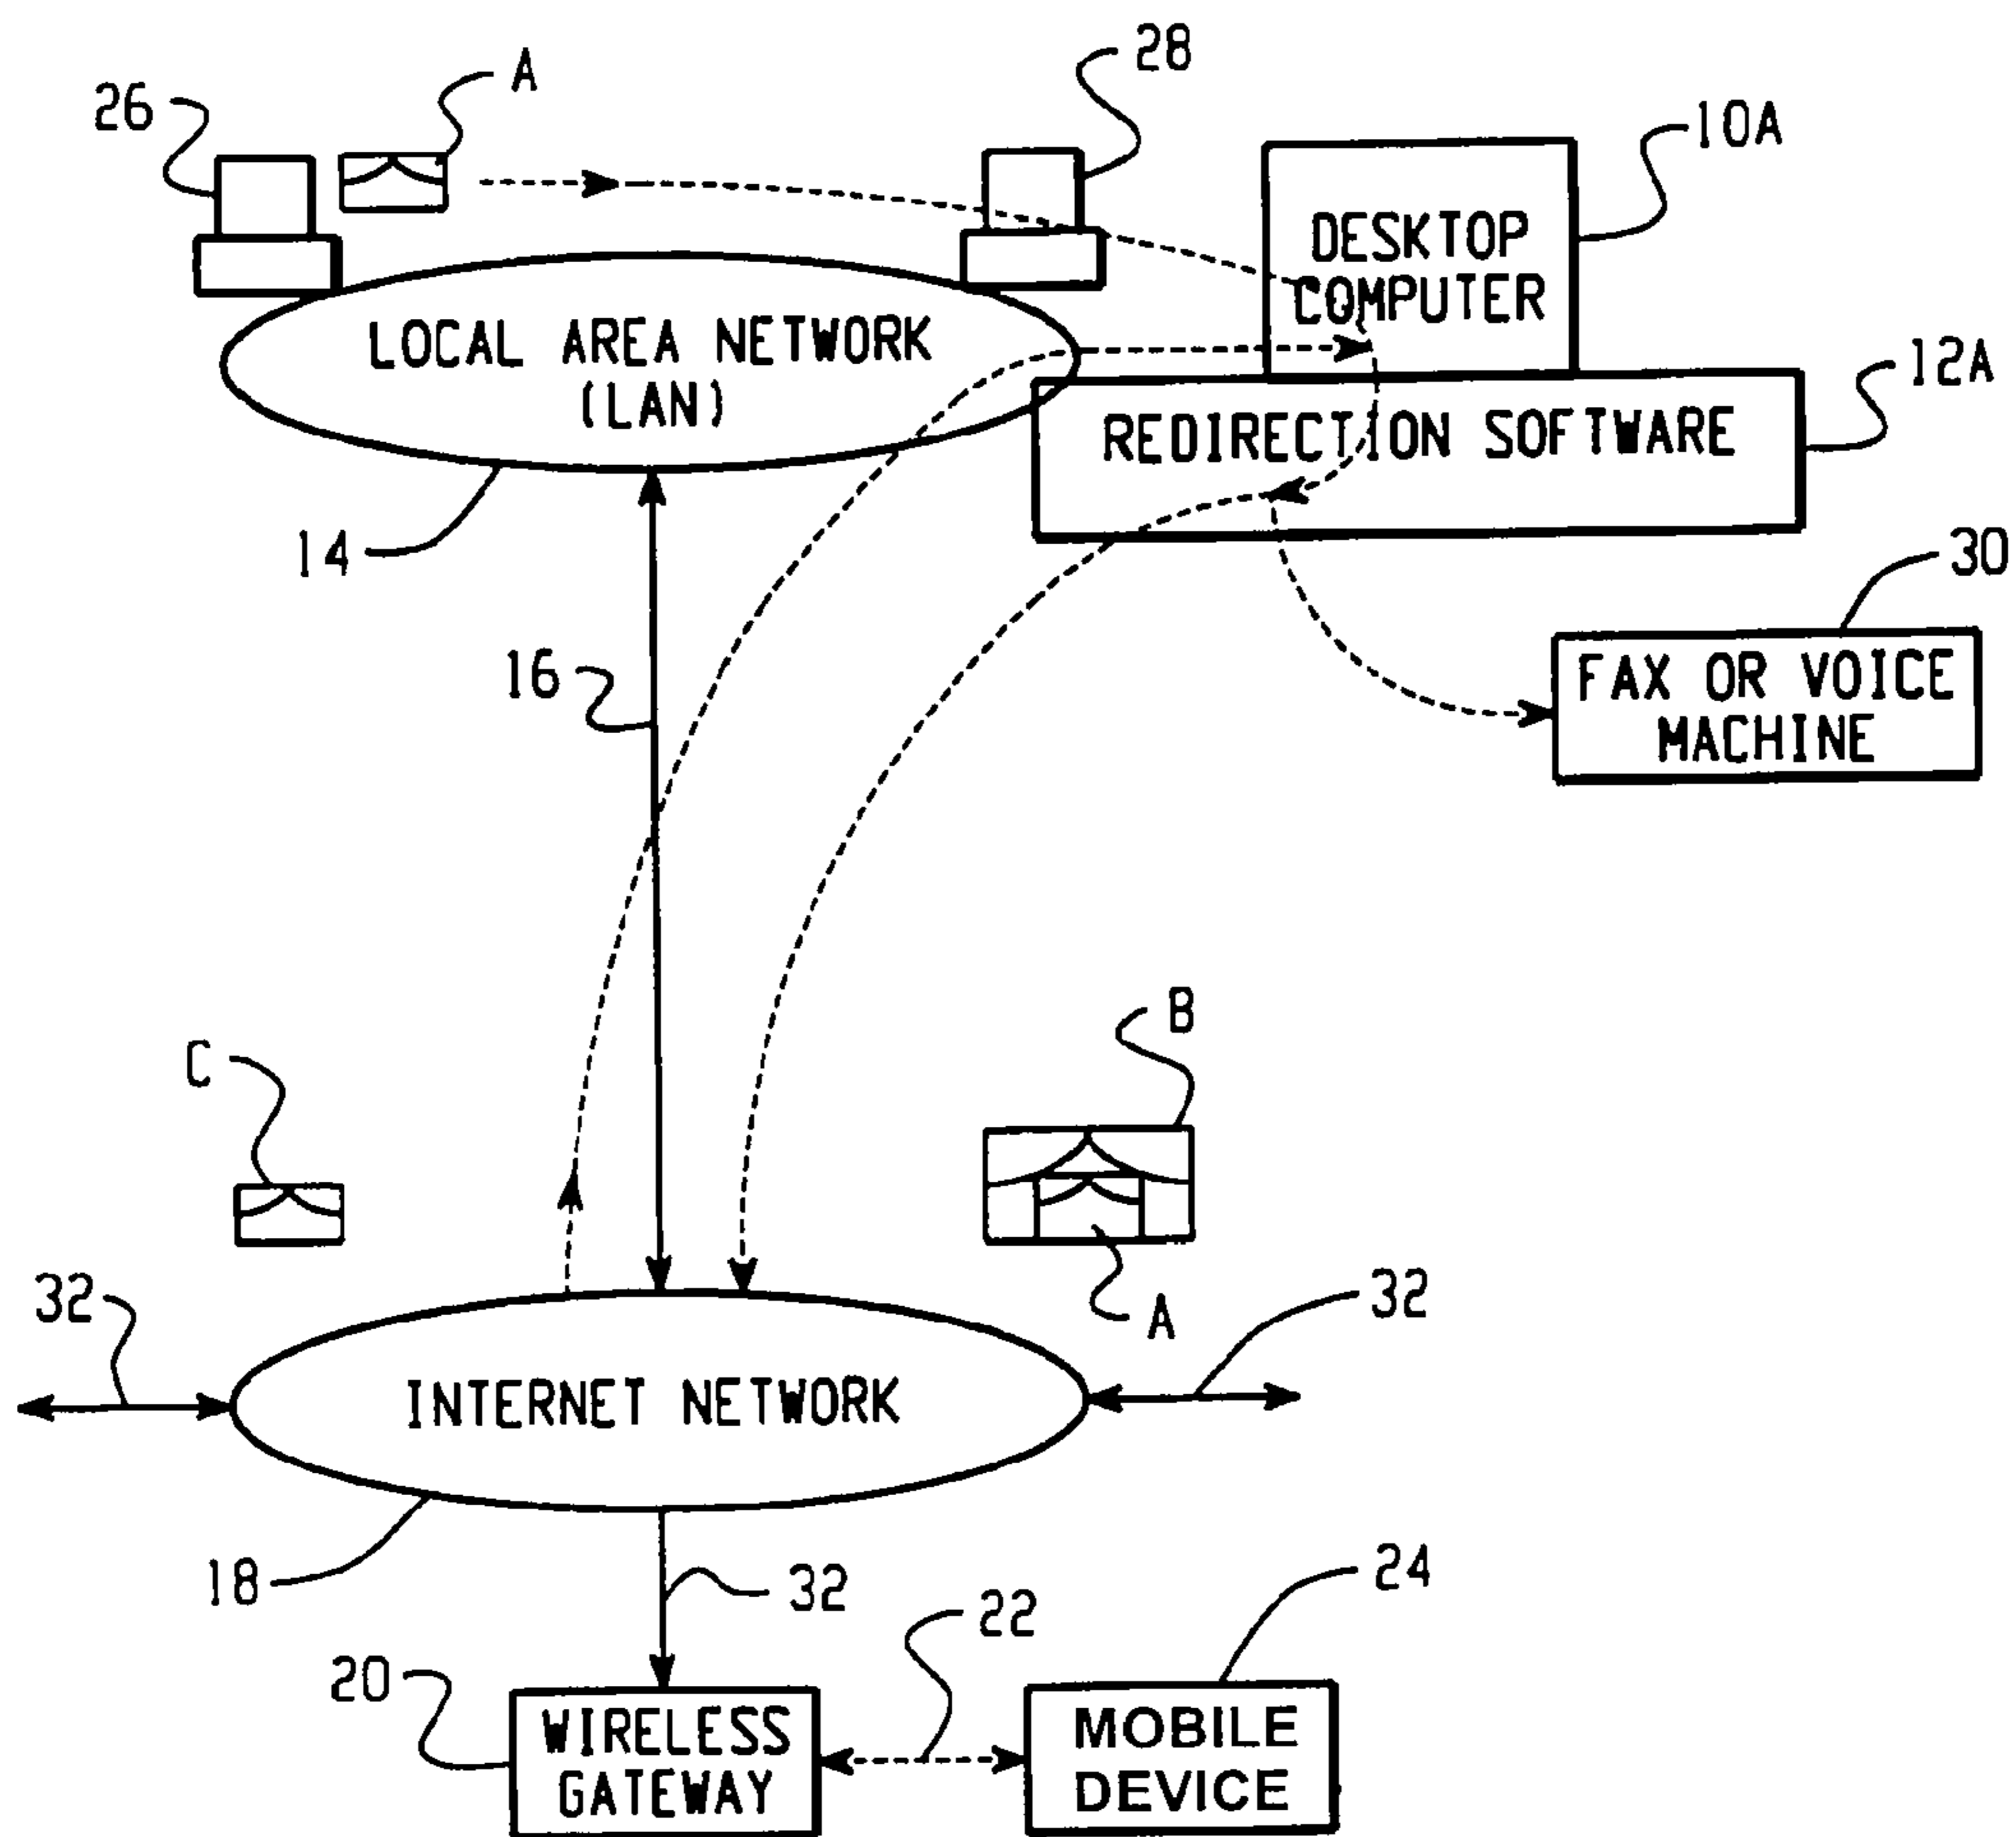 26
A
28
10A
DESKTOP
COMPUTER
LOCAL AREA NETWORK
(LAN)
12A
REDIRECTION SOFTWARE
14
30
16
FAX OR VOICE
MACHINE
B
C
32
A
32
INTERNET NETWORK
18
32
22
24
20
WIRELESS
GATEWAY
MOBILE
DEVICE